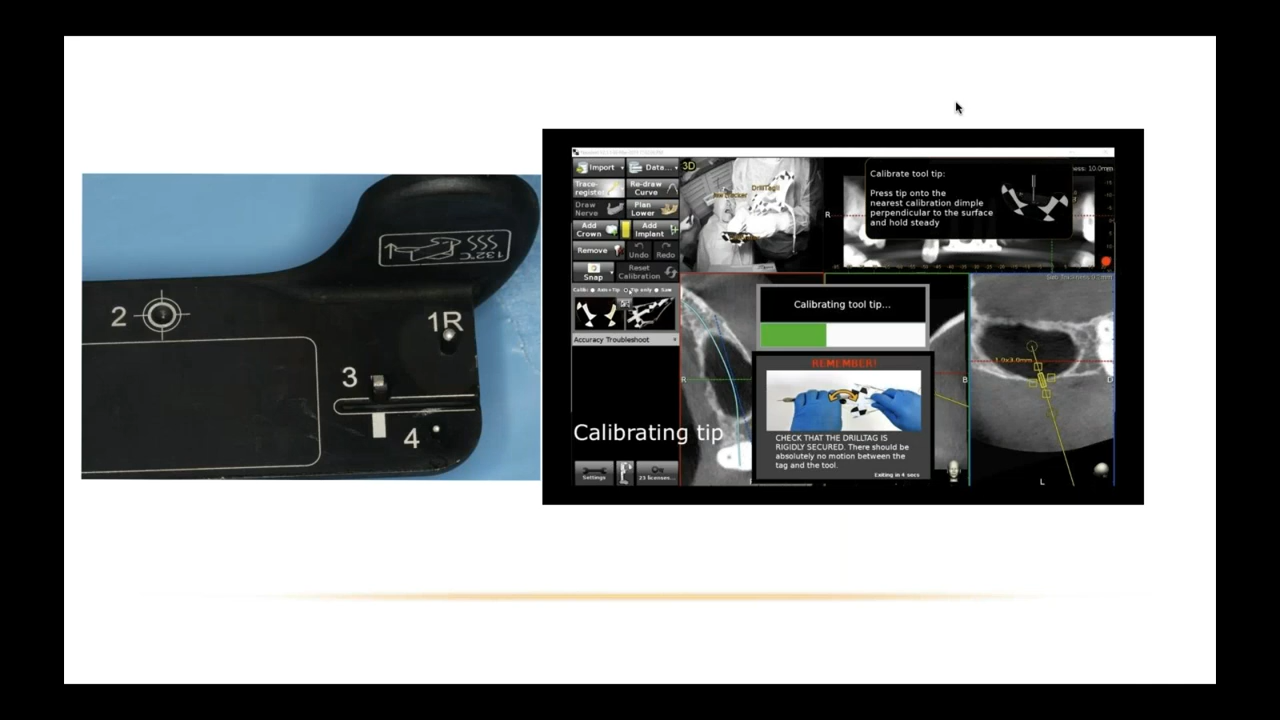 2
132°C
1R
3
4
Import
Data...
Trace-
register
Re-draw
Curve
Draw
Nerve
Plan
Lower
Add
Crown
Add
Implant
Remove
Undo
Redo
Snap
Reset
Calibration
Tip only
Accuracy Troubleshoot
Calibrating tip
Settings
23 licenses...
3D
R
Calibrate tool tip:
Press tip onto the
nearest calibration dimple
perpendicular to the surface
and hold steady
R
Calibrating tool tip...
REMEMBER!
CHECK THAT THE DRILLTAG IS
RIGIDLY SECURED. There should be
absolutely no motion between the
tag and the tool.
Exiting in 4 secs
B
D
L